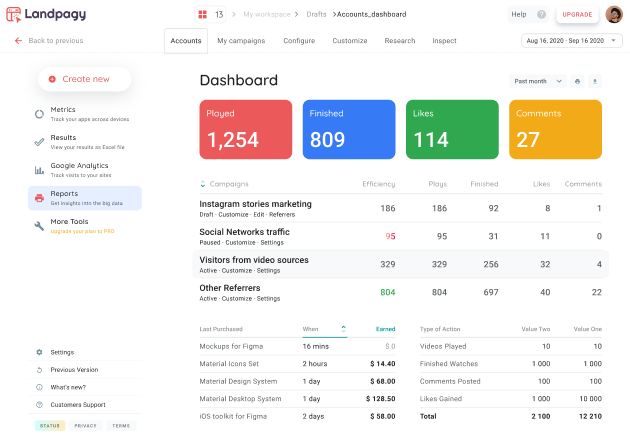 Landpagy
13
My workspace
Drafts
Accounts_dashboard
Help
UPGRADE
Back to previous
Accounts
My campaigns
Configure
Customize
Research
Inspect
Aug 16, 2020 - Sep 16 2020
Create new
Metrics
Track your apps across devices
Results
View your results as Excel file
Google Analytics
Track visits to your sites
Reports
Get insights into the big data
More Tools
Upgrade your plan to PRO
Settings
Previous Version
What's new?
Customers Support
STATUS PRIVACY TERMS
Dashboard
Past month
Played
1,254
Finished
809
Likes
114
Comments
27
Campaigns Efficiency Plays Finished Likes Comments
Instagram stories marketing 186 186 92 8 1
Draft · Customize · Edit · Referrers
Social Networks traffic 95 95 31 11 0
Paused · Customize · Settings
Visitors from video sources 329 329 256 32 4
Active · Customize · Settings
Other Referrers 804 804 697 40 22
Active · Customize · Settings
Last Purchased When Earned
Mockups for Figma 16 mins $ 0
Material Icons Set 2 hours $ 14.40
Material Design System 1 day $ 68.00
Material Desktop System 1 day $ 128.50
iOS toolkit for Figma 2 days $ 58.00
Type of Action Value Two Value One
Videos Played 10 10
Finished Watches 1 000 1 000
Comments Posted 100 100
Likes Gained 1 000 10 000
Total 2 100 12 210